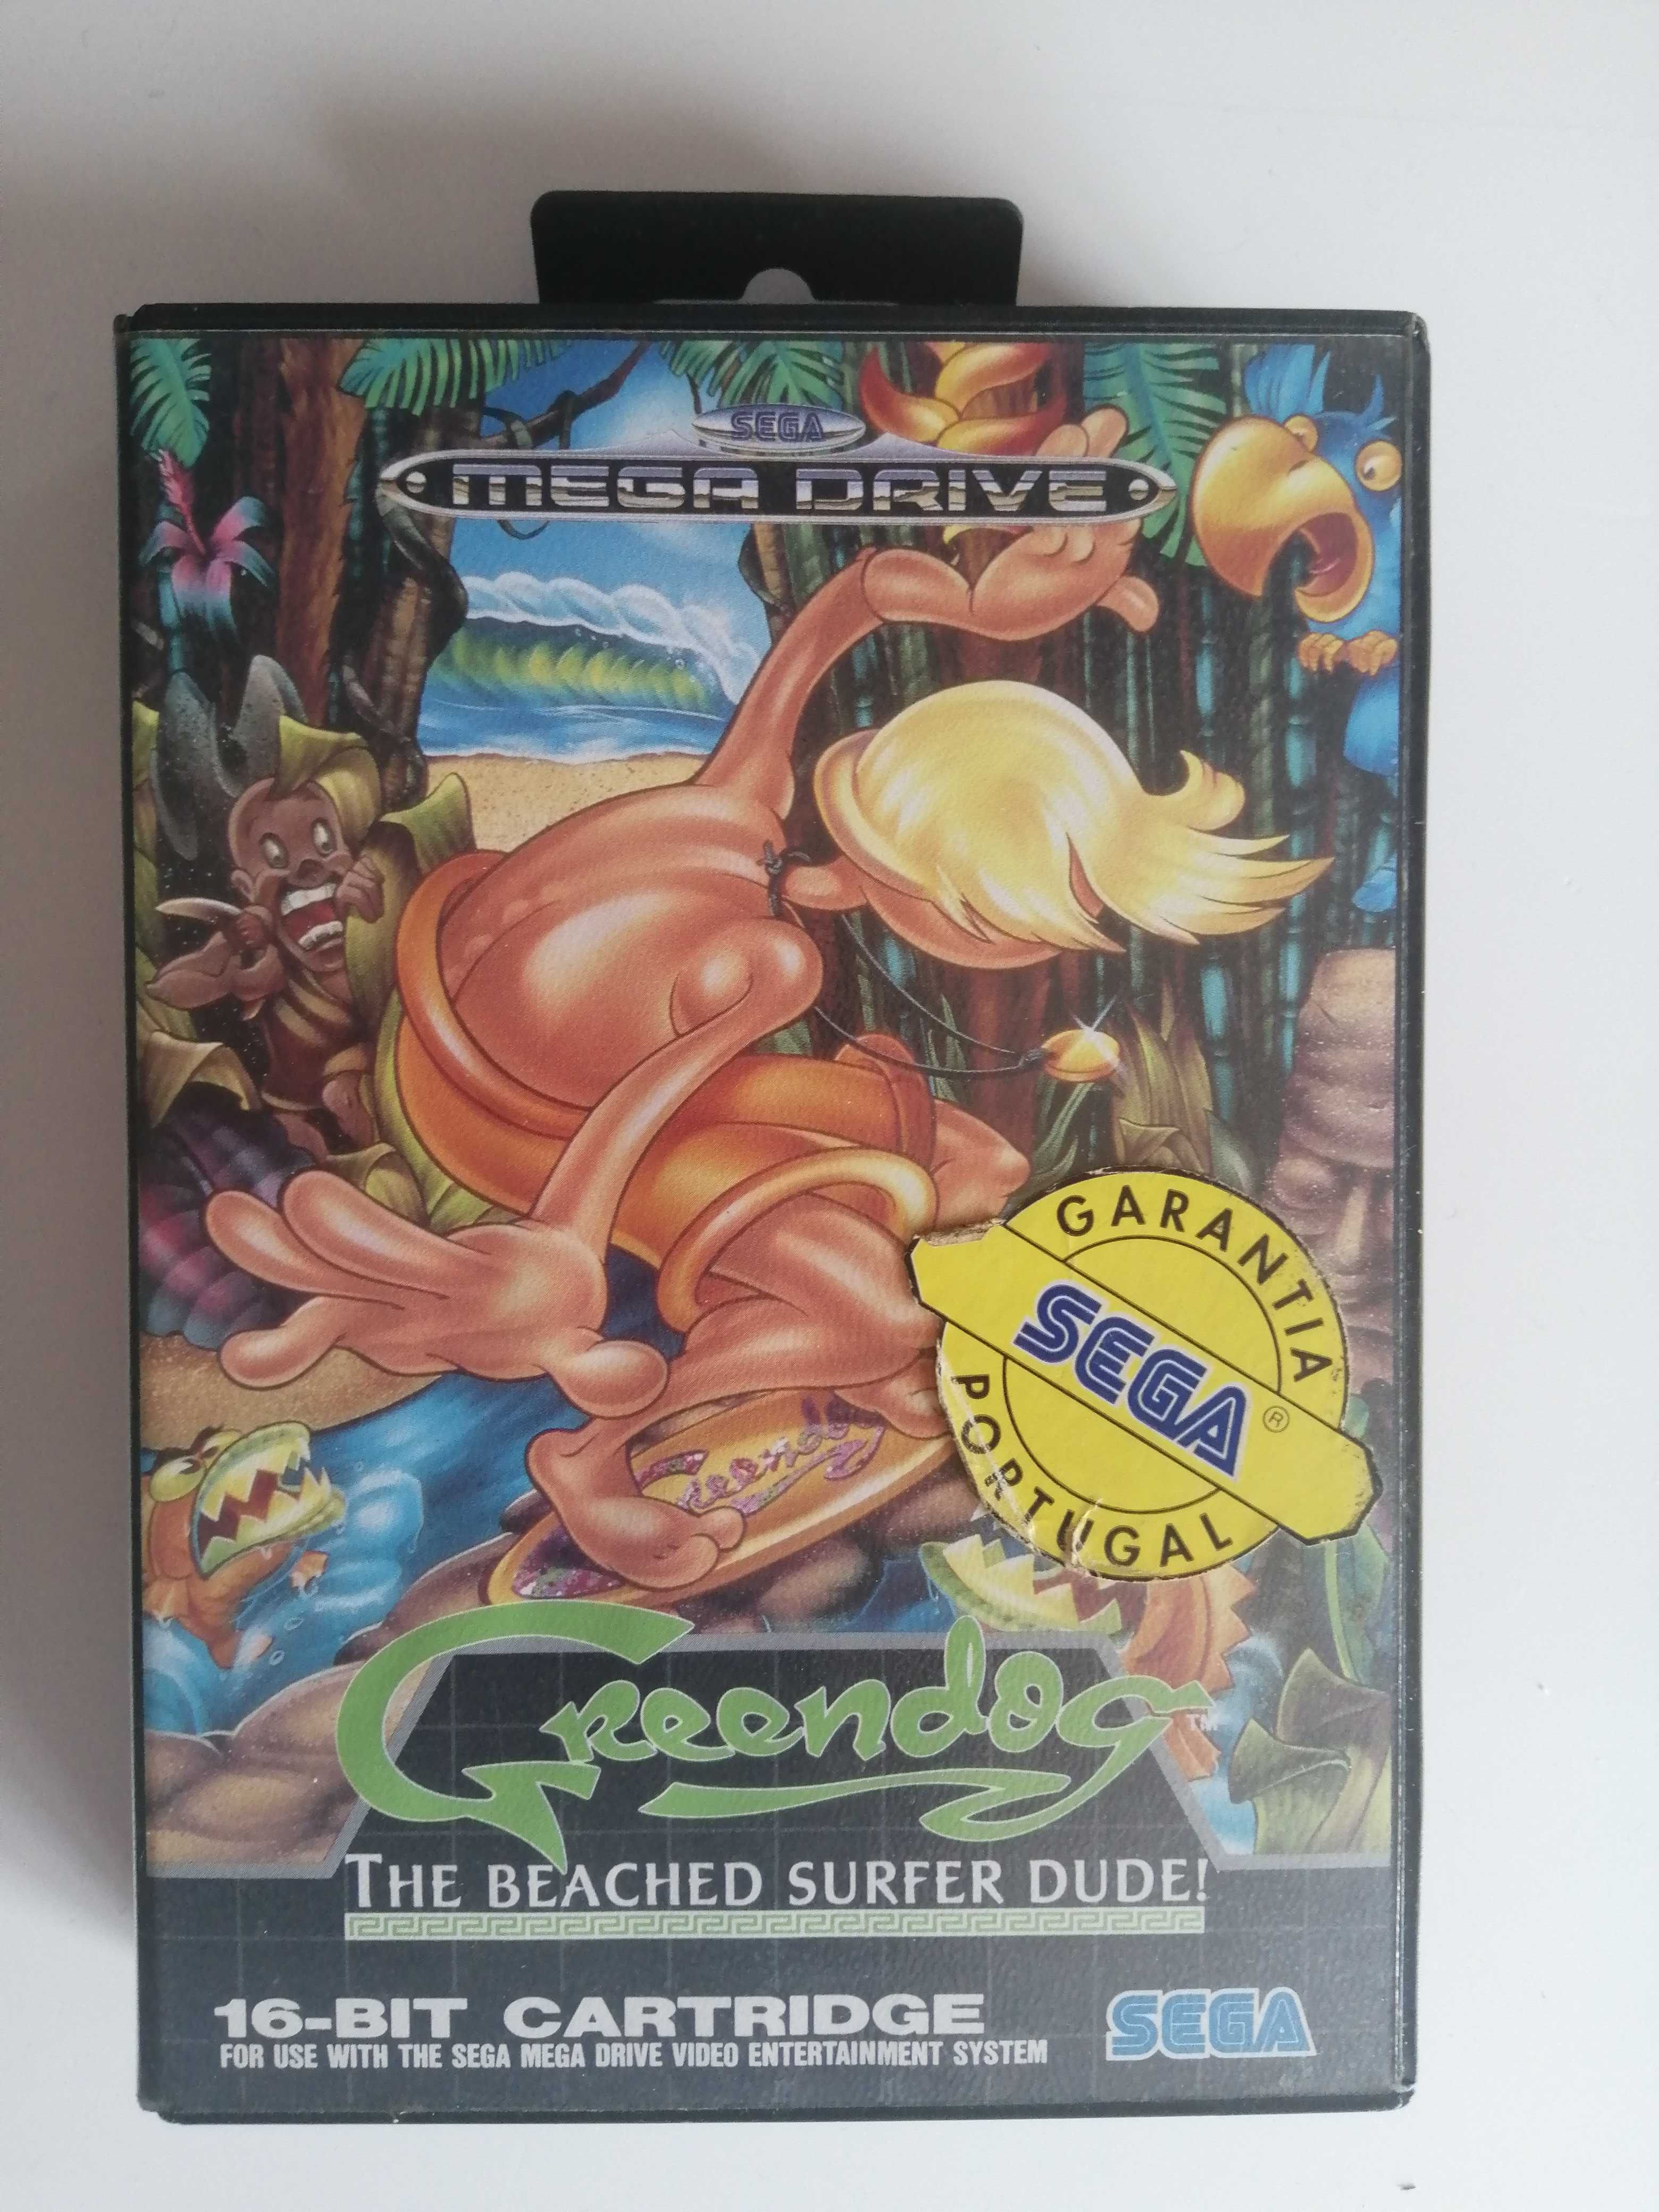 SEGA
MEGA DRIVE
GARANTIA
SEGA®
PORTUGAL
Greendog
Greendog™
THE BEACHED SURFER DUDE!
16-BIT CARTRIDGE
FOR USE WITH THE SEGA MEGA DRIVE VIDEO ENTERTAINMENT SYSTEM
SEGA